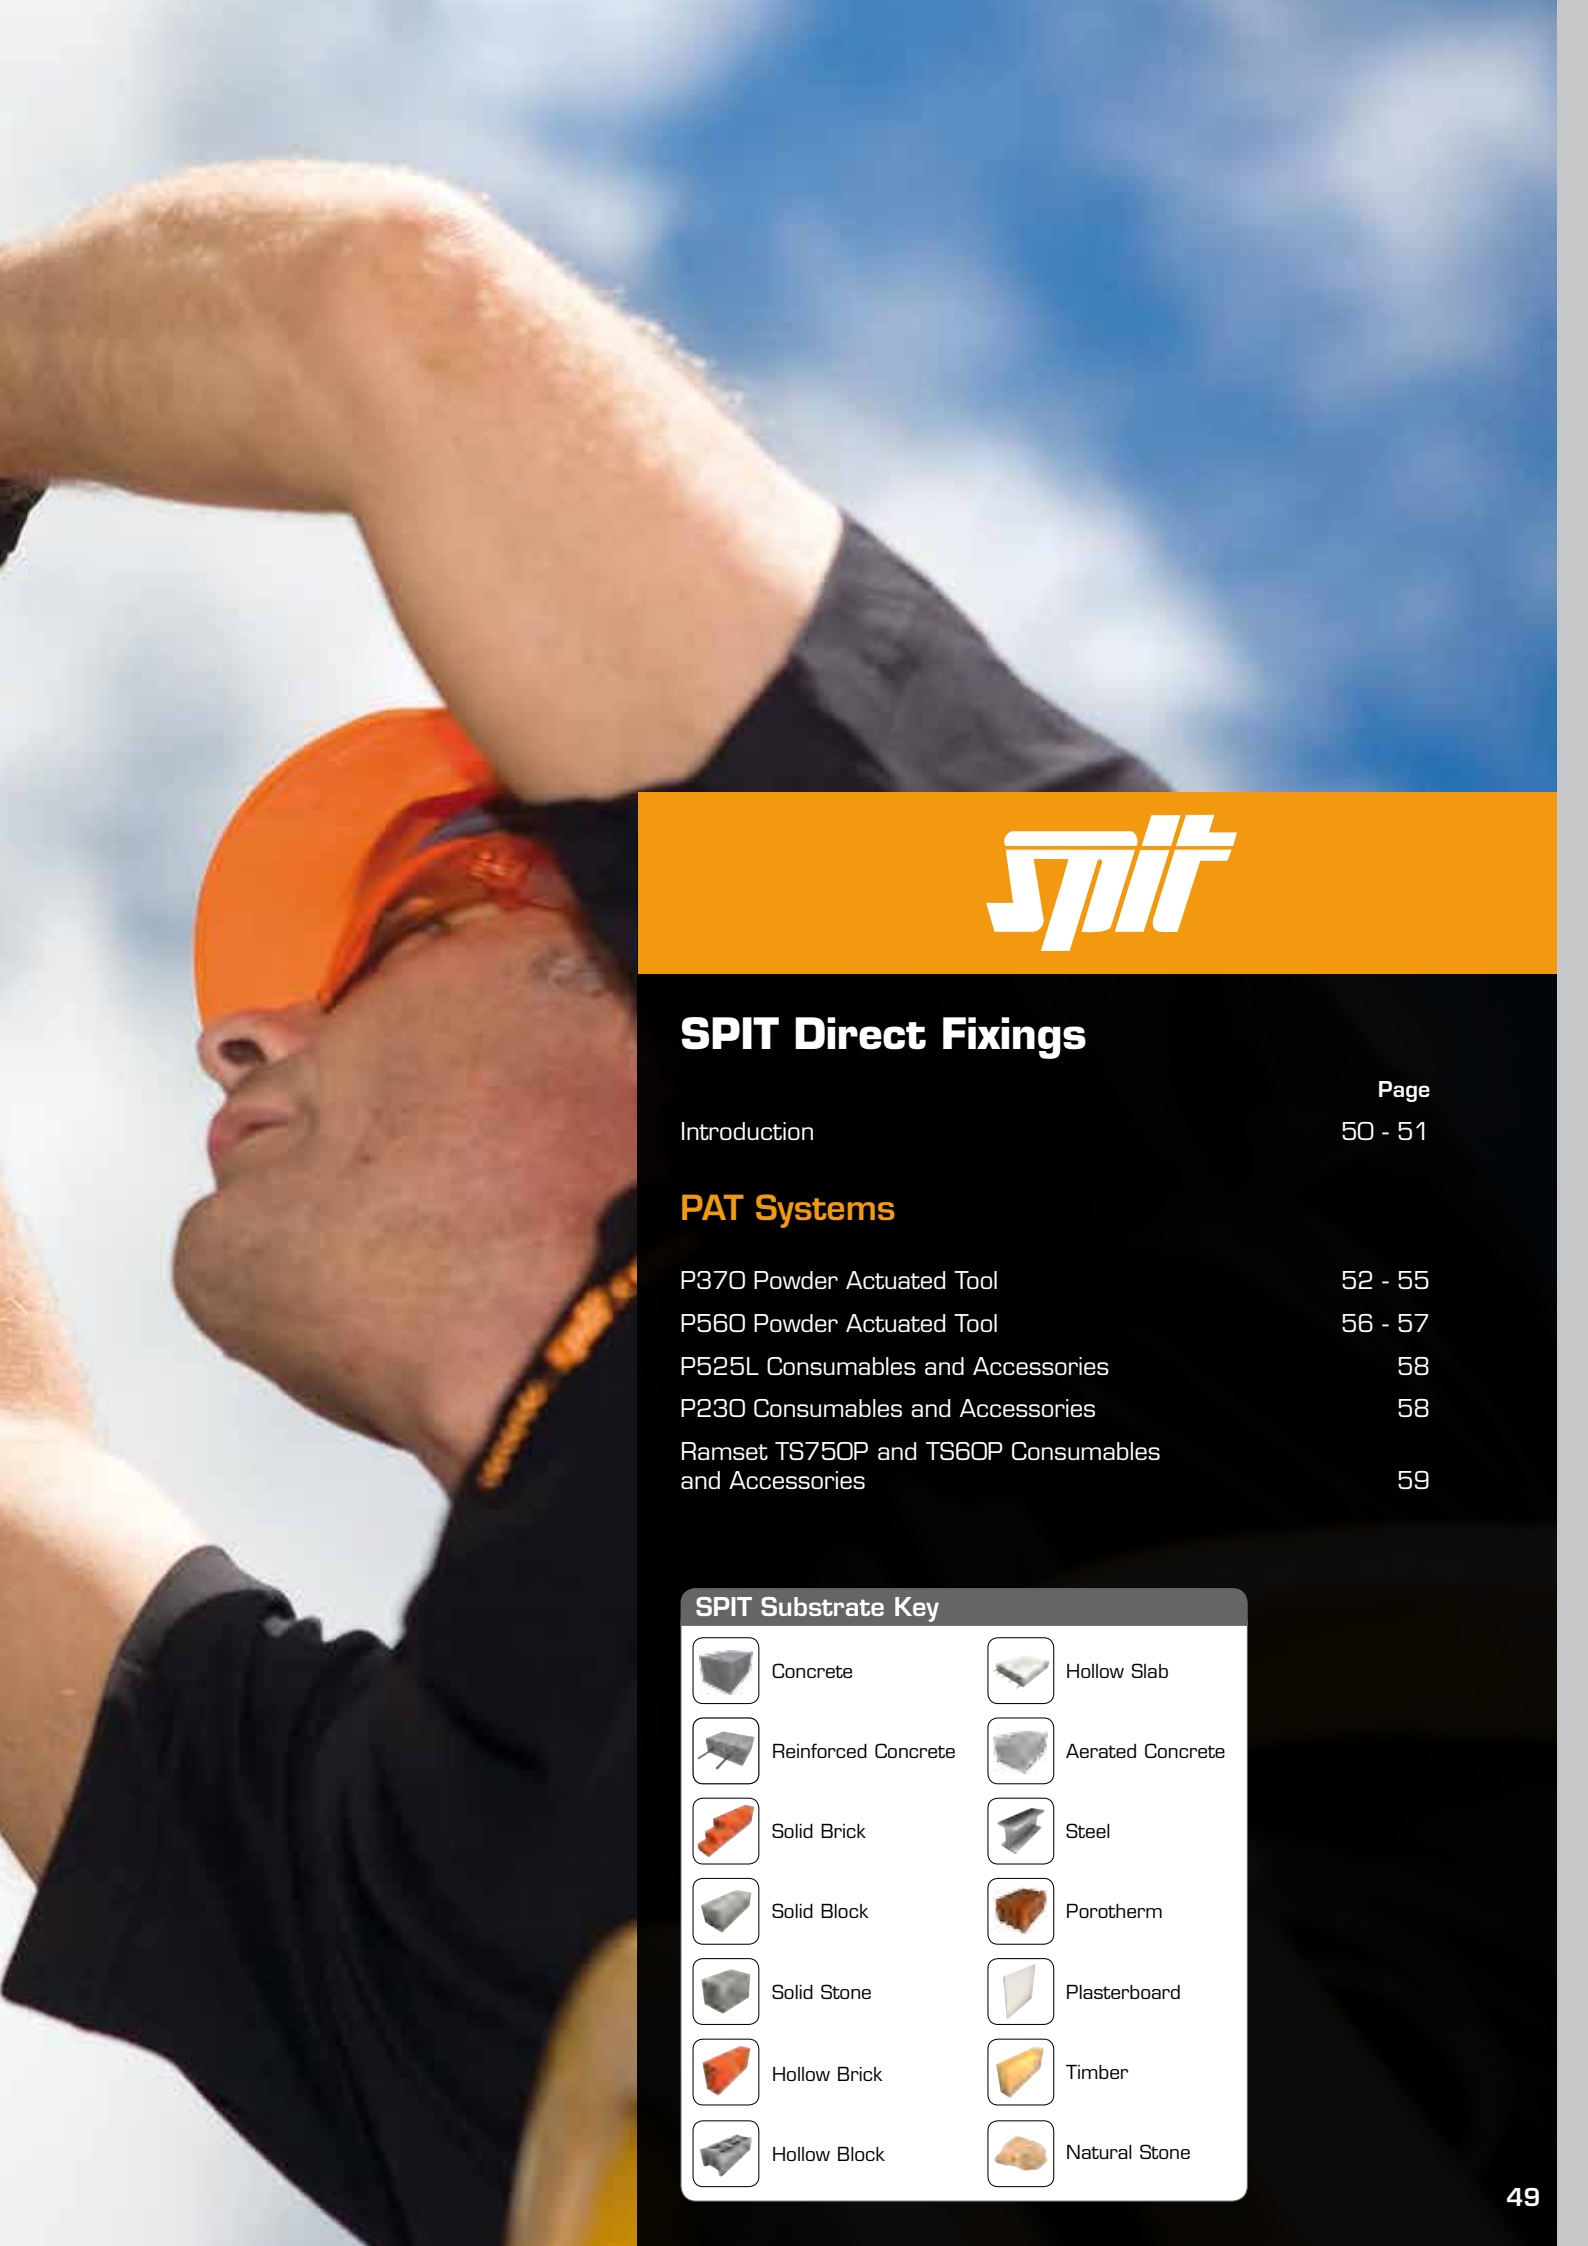 spit
SPIT Direct Fixings
Page
Introduction 50 - 51
PAT Systems
P370 Powder Actuated Tool 52 - 55
P560 Powder Actuated Tool 56 - 57
P525L Consumables and Accessories 58
P230 Consumables and Accessories 58
Ramset TS750P and TS60P Consumables
and Accessories 59
SPIT Substrate Key
Concrete
Hollow Slab
Reinforced Concrete
Aerated Concrete
Solid Brick
Steel
Solid Block
Porotherm
Solid Stone
Plasterboard
Hollow Brick
Timber
Hollow Block
Natural Stone
49